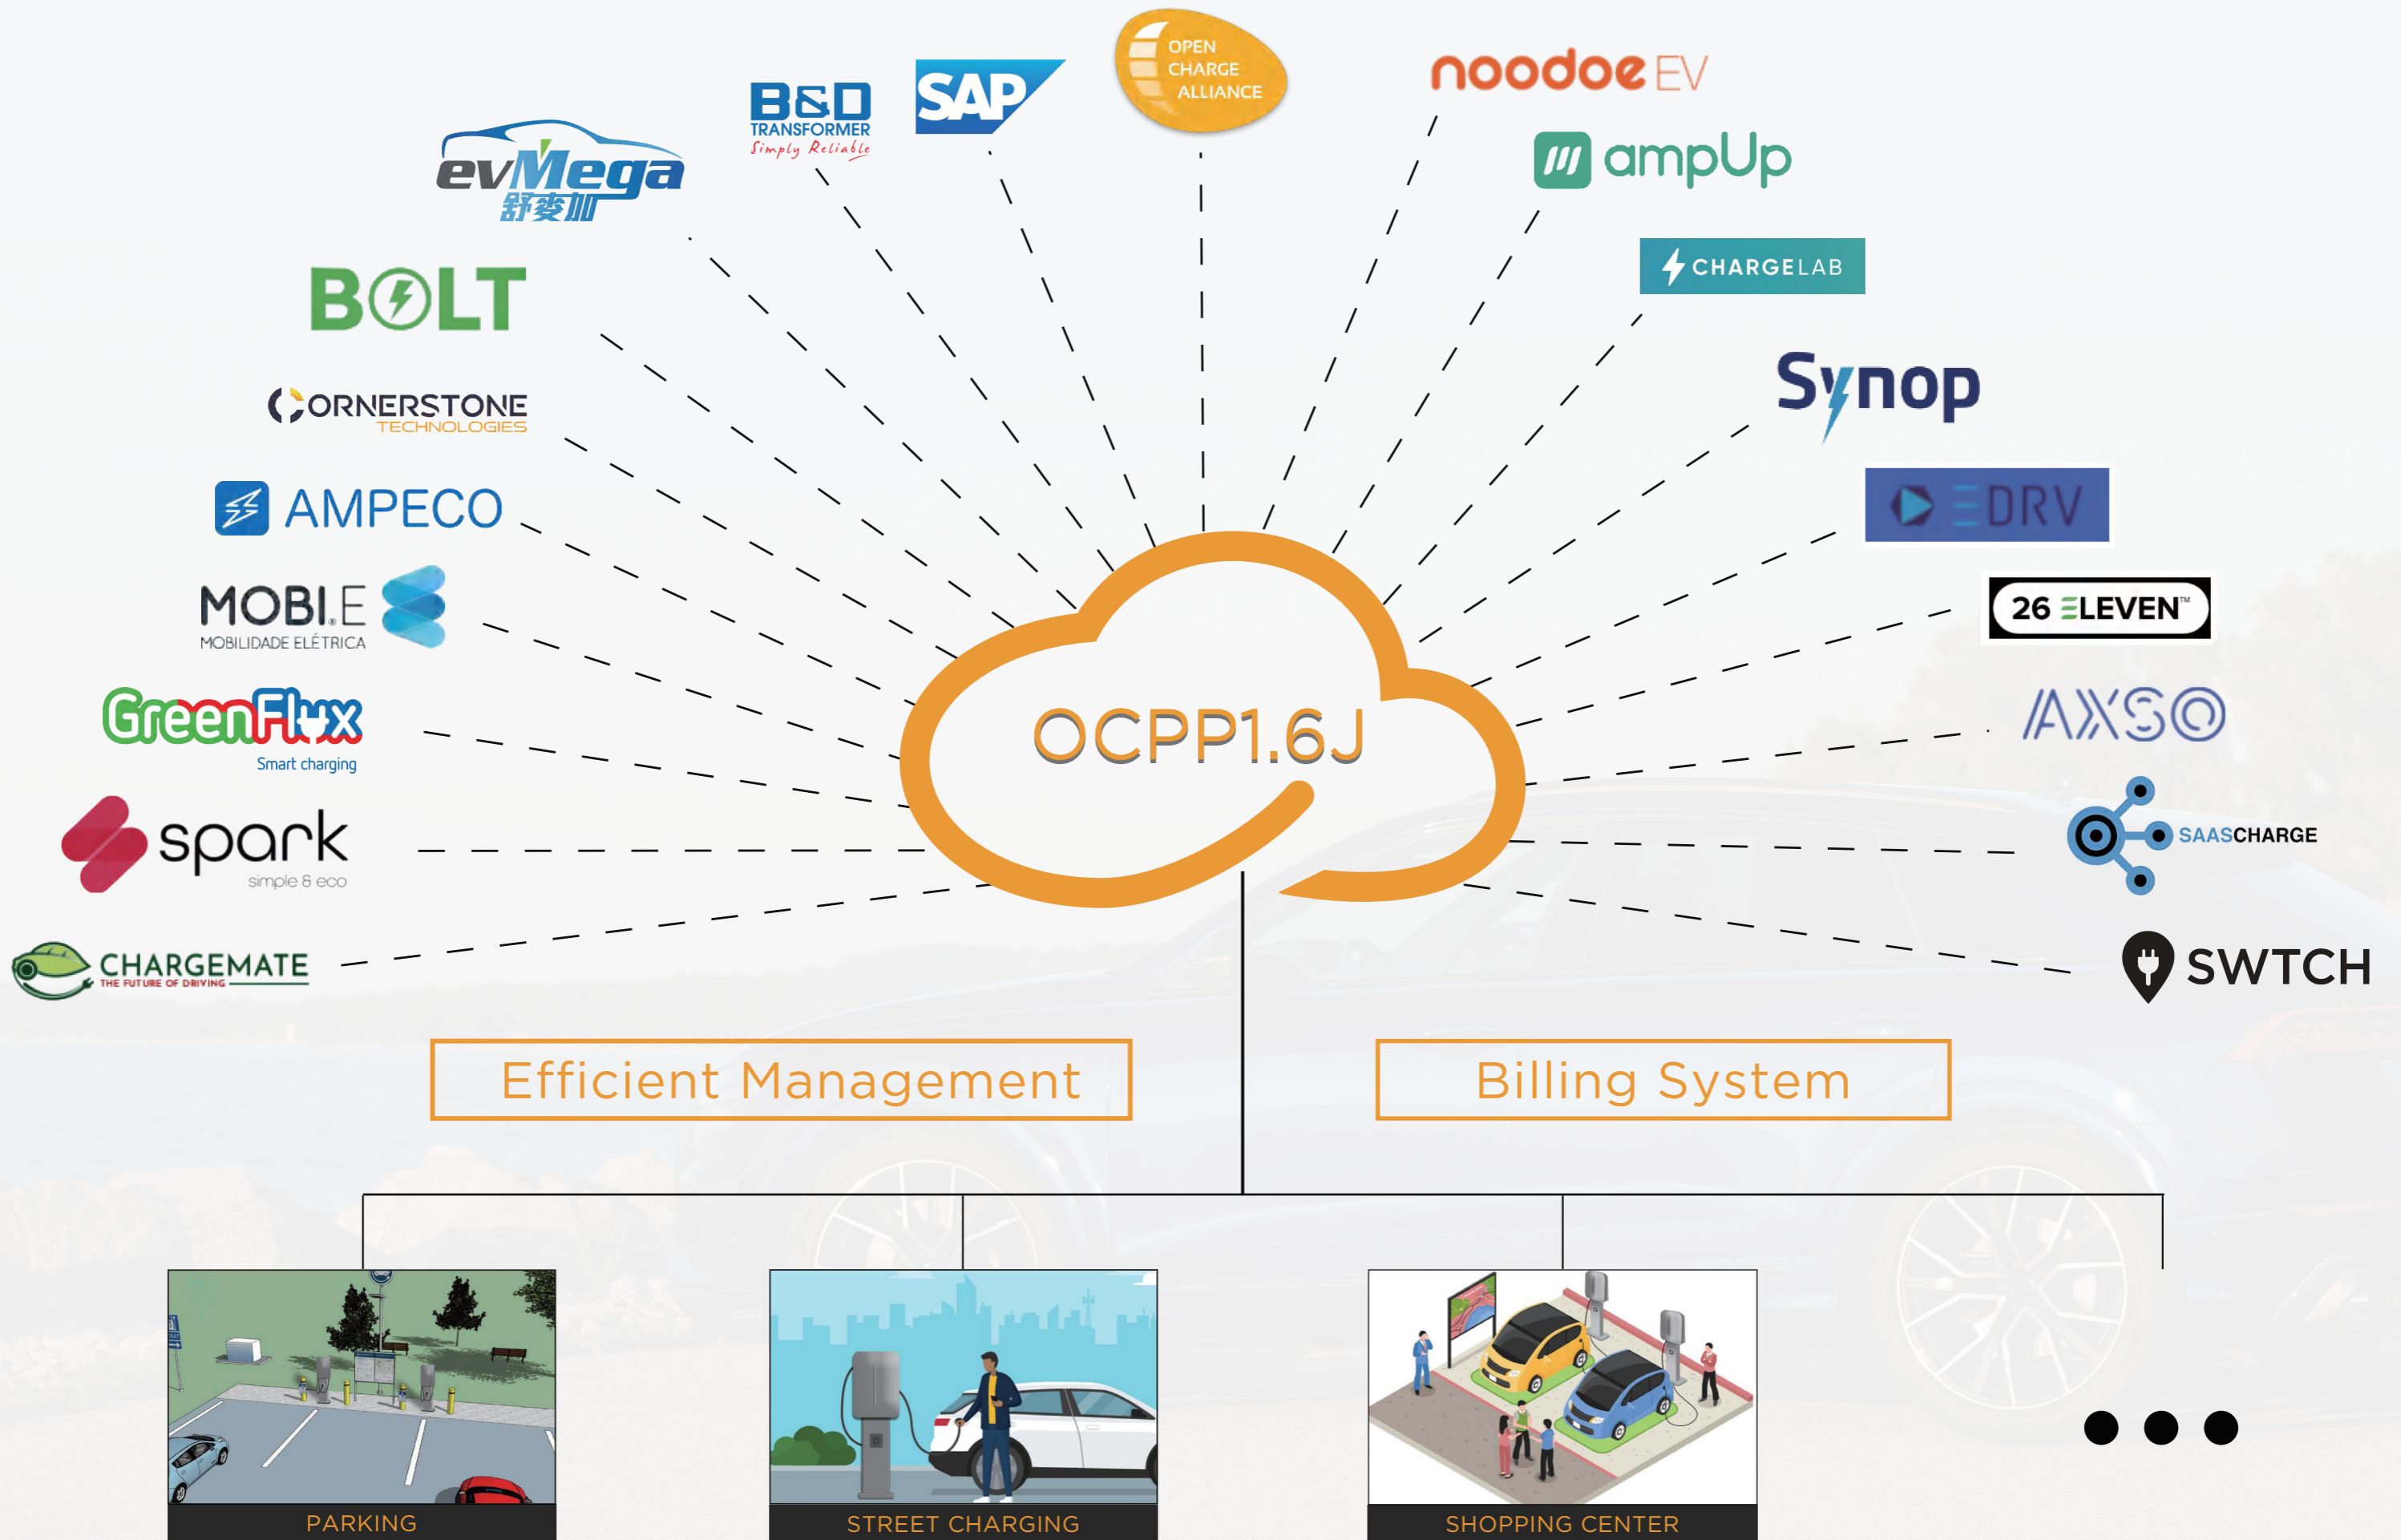 OPEN
CHARGE
ALLIANCE
SAP
B&D
TRANSFORMER
Simply Reliable
noodoe EV
ampUp
evMega
舒麥加
CHARGELAB
BOLT
Synop
CORNERSTONE
TECHNOLOGIES
AMPECO
EDRV
MOBI.E
MOBILIDADE ELÉTRICA
26 ELEVEN™
GreenFlux
Smart charging
AXSO
OCPP1.6J
spark
simple & eco
SAASCHARGE
CHARGEMATE
THE FUTURE OF DRIVING
SWTCH
Efficient Management
Billing System
PARKING
STREET CHARGING
SHOPPING CENTER